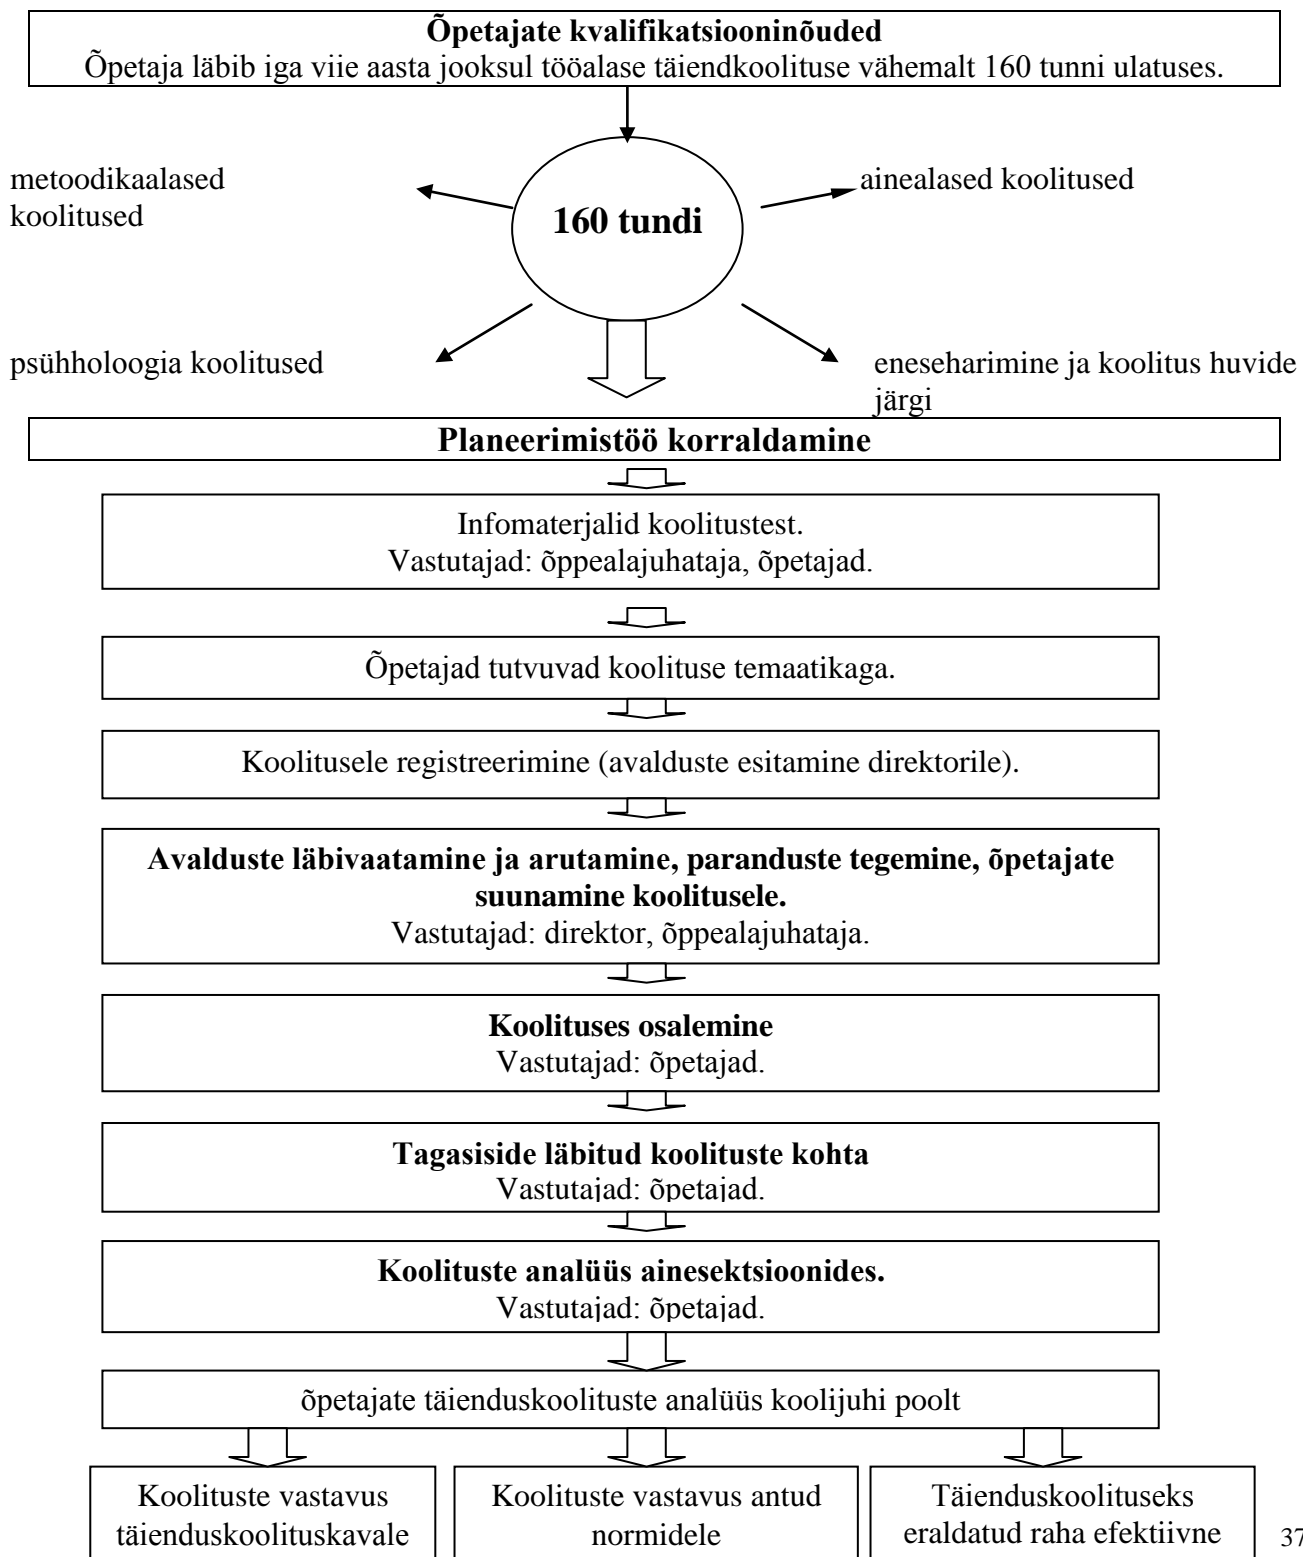 Õpetajate kvalifikatsiooninõuded
Õpetaja läbib iga viie aasta jooksul tööalase täiendkoolituse vähemalt 160 tunni ulatuses.
metoodikaalased
koolitused
ainealased koolitused
160 tundi
psühholoogia koolitused
eneseharimine ja koolitus huvide
järgi
Planeerimistöö korraldamine
Infomaterjalid koolitustest.
Vastutajad: õppealajuhataja, õpetajad.
Õpetajad tutvuvad koolituse temaatikaga.
Koolitusele registreerimine (avalduste esitamine direktorile).
Avalduste läbivaatamine ja arutamine, paranduste tegemine, õpetajate
suunamine koolitusele.
Vastutajad: direktor, õppealajuhataja.
Koolituses osalemine
Vastutajad: õpetajad.
Tagasiside läbitud koolituste kohta
Vastutajad: õpetajad.
Koolituste analüüs ainesektsioonides.
Vastutajad: õpetajad.
õpetajate täienduskoolituste analüüs koolijuhi poolt
Koolituste vastavus
täienduskoolituskavale
Koolituste vastavus antud
normidele
Täienduskoolituseks
eraldatud raha efektiivne
37